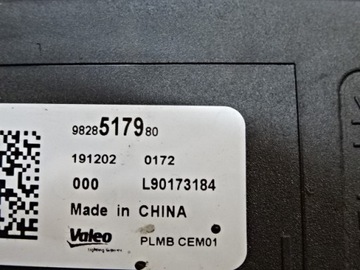 9828517980
191202 0172
000 L90173184
Made in CHINA
Valeo PLMB CEM01